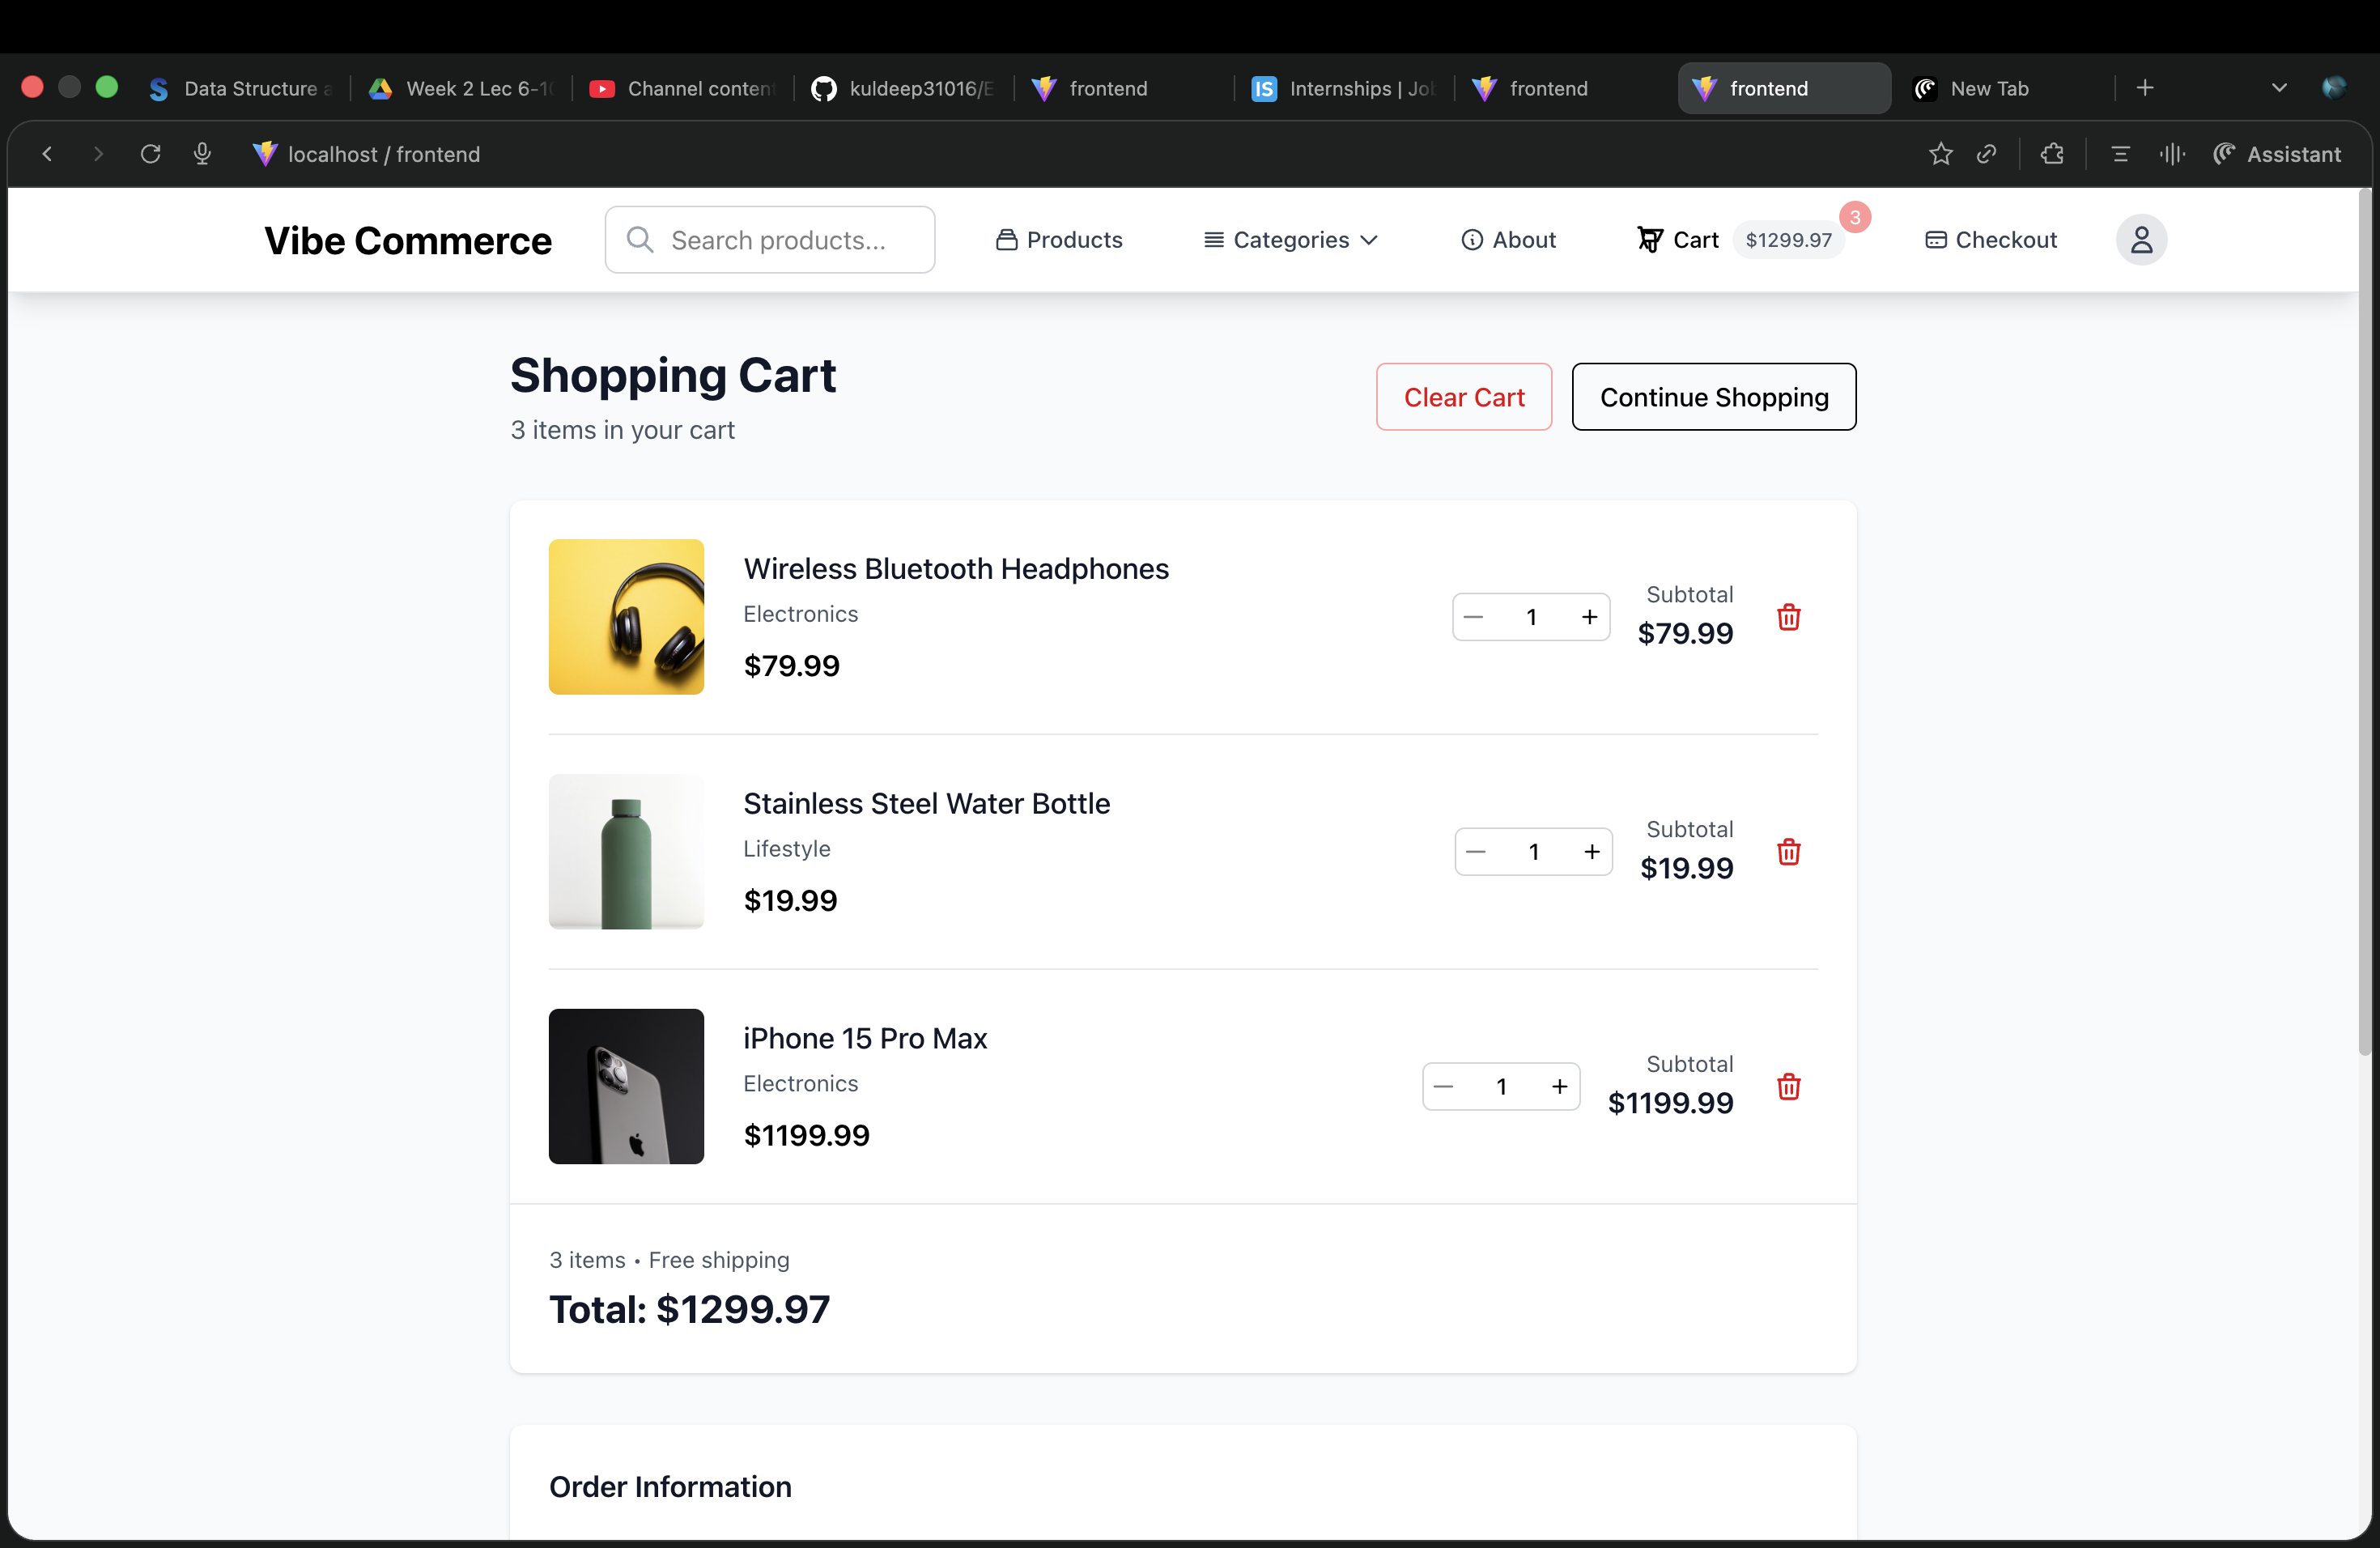 Data Structure a
Week 2 Lec 6-10
Channel content
kuldeep31016/E
frontend
IS Internships | Job
frontend
frontend
New Tab
localhost / frontend
Assistant
Vibe Commerce
Search products...
Products
Categories
About
Cart
$1299.97
3
Checkout
Shopping Cart
3 items in your cart
Clear Cart
Continue Shopping
Wireless Bluetooth Headphones
Electronics
$79.99
1
Subtotal
$79.99
Stainless Steel Water Bottle
Lifestyle
$19.99
1
Subtotal
$19.99
iPhone 15 Pro Max
Electronics
$1199.99
1
Subtotal
$1199.99
3 items • Free shipping
Total: $1299.97
Order Information